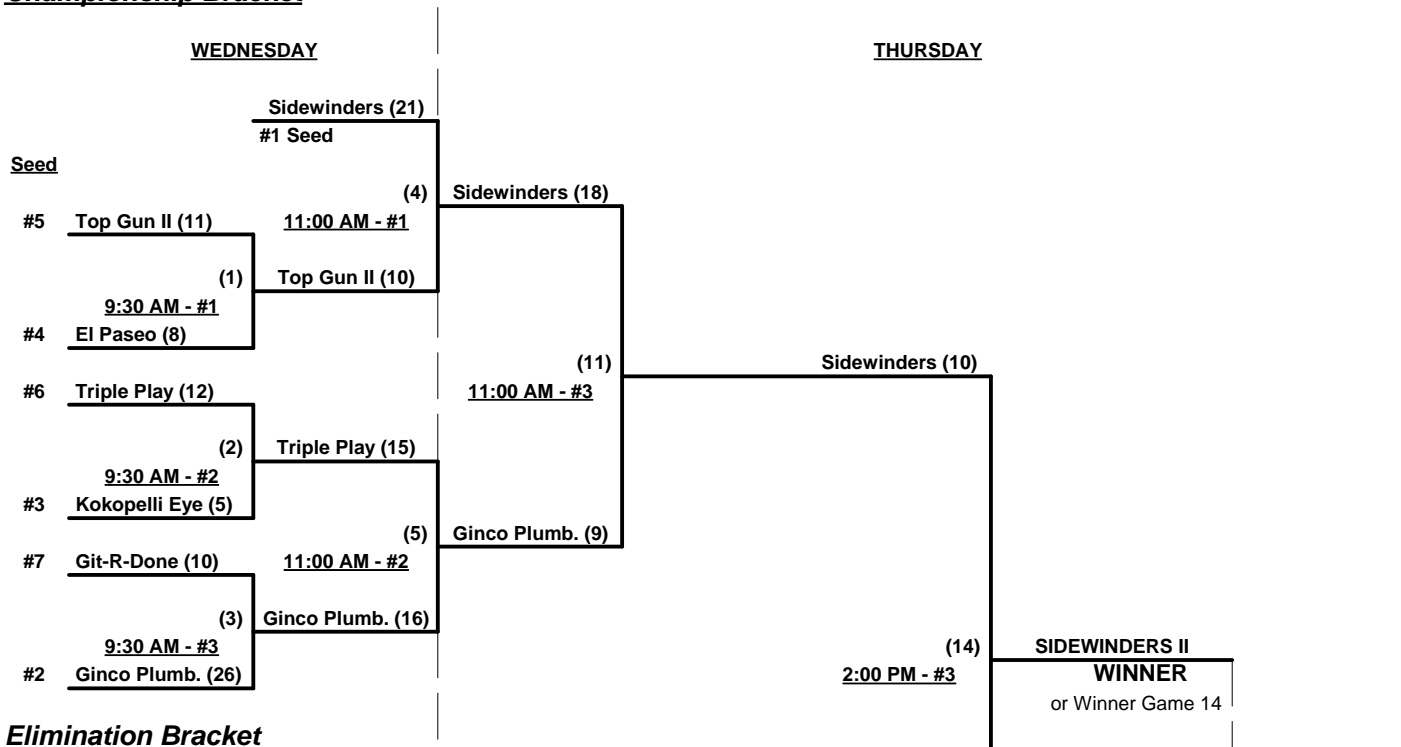 Championship Bracket
WEDNESDAY
THURSDAY
Sidewinders (21)
#1 Seed
Seed
(4)
Sidewinders (18)
#5
Top Gun II (11)
11:00 AM - #1
(1)
Top Gun II (10)
9:30 AM - #1
#4
El Paseo (8)
(11)
Sidewinders (10)
#6
Triple Play (12)
11:00 AM - #3
(2)
Triple Play (15)
9:30 AM - #2
#3
Kokopelli Eye (5)
(5)
Ginco Plumb. (9)
#7
Git-R-Done (10)
11:00 AM - #2
(3)
Ginco Plumb. (16)
9:30 AM - #3
(14)
SIDEWINDERS II
#2
Ginco Plumb. (26)
2:00 PM - #3
WINNER
or Winner Game 14
Elimination Bracket